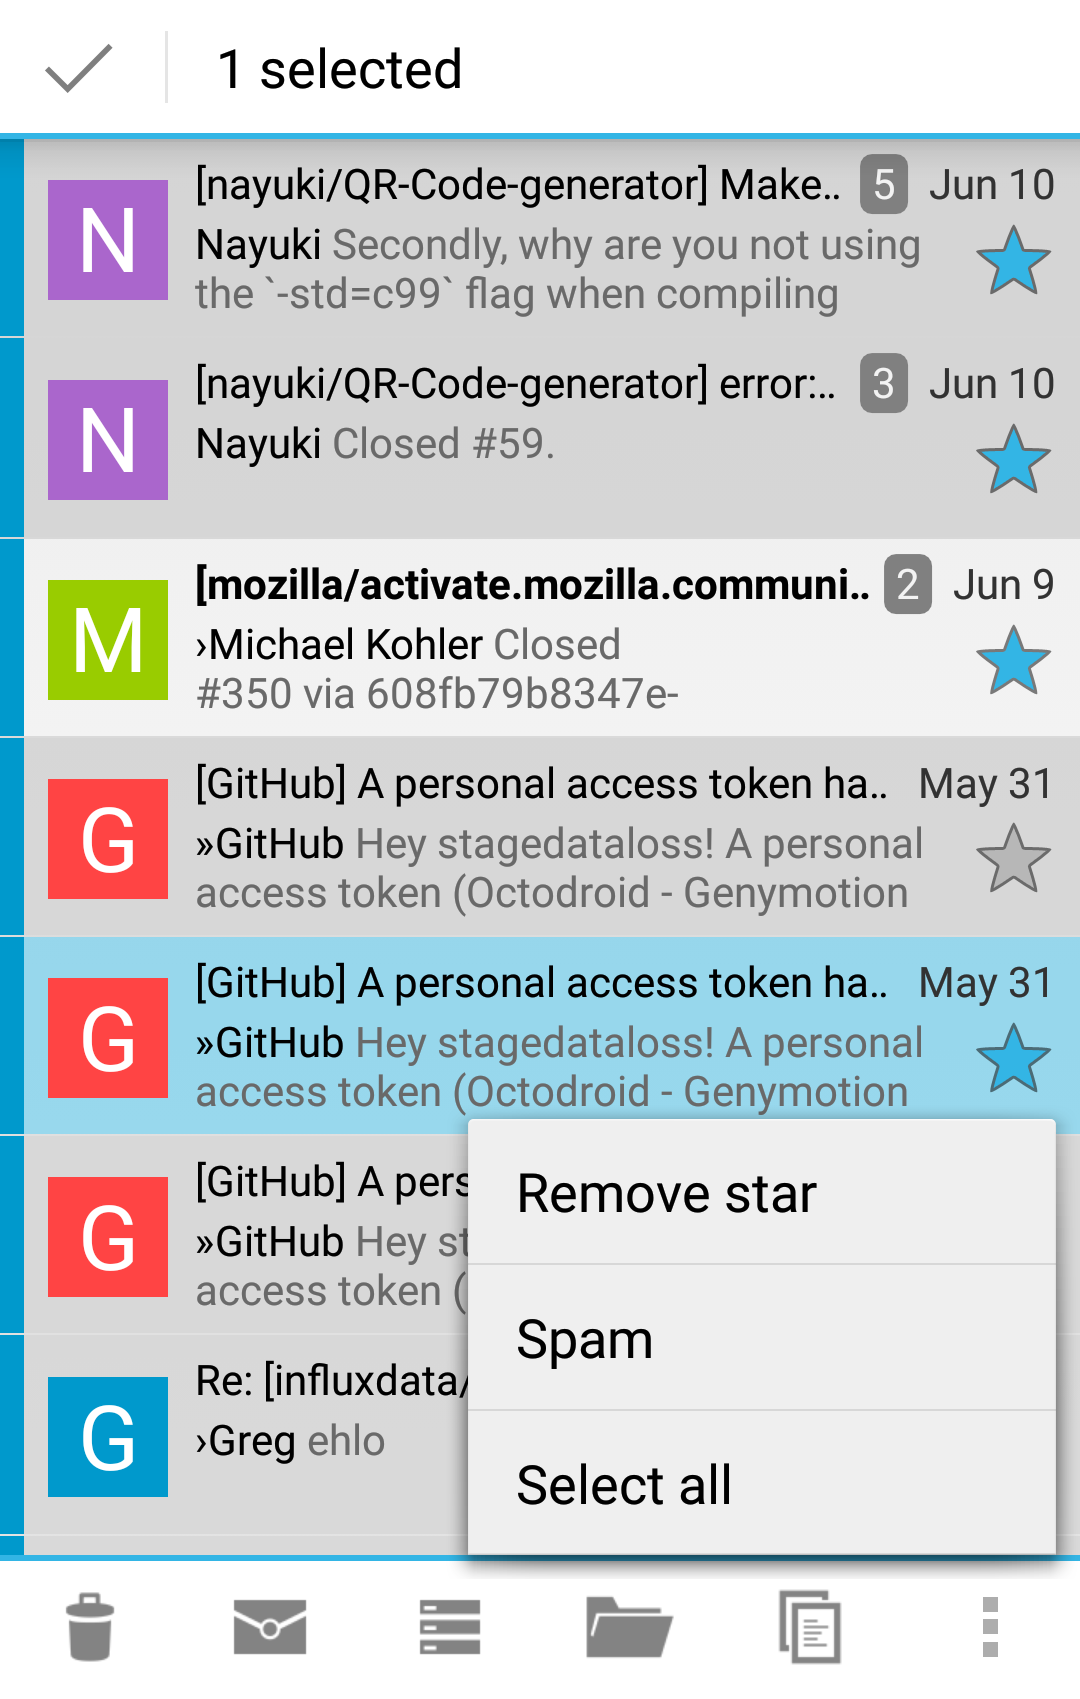 1 selected
N
[nayuki/QR-Code-generator] Make.. 5 Jun 10
Nayuki Secondly, why are you not using
the `-std=c99` flag when compiling
N
[nayuki/QR-Code-generator] error:.. 3 Jun 10
Nayuki Closed #59.
M
[mozilla/activate.mozilla.communi.. 2 Jun 9
›Michael Kohler Closed
#350 via 608fb79b8347e-
G
[GitHub] A personal access token ha.. May 31
»GitHub Hey stagedataloss! A personal
access token (Octodroid - Genymotion
G
[GitHub] A personal access token ha.. May 31
»GitHub Hey stagedataloss! A personal
access token (Octodroid - Genymotion
G
[GitHub] A pers
»GitHub Hey st
access token (
G
Re: [influxdata/
›Greg ehlo
Remove star
Spam
Select all